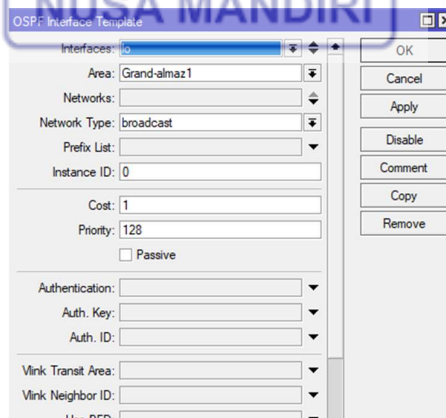 NUSA MANDIRI
OSPF Interface Template
Interfaces: lo
OK
Area: Grand-almaz1
Cancel
Networks:
Apply
Network Type: broadcast
Prefix List:
Disable
Instance ID: 0
Comment
Cost: 1
Copy
Priority: 128
Remove
Passive
Authentication:
Auth. Key:
Auth. ID:
Vlink Transit Area:
Vlink Neighbor ID:
Use BFD: